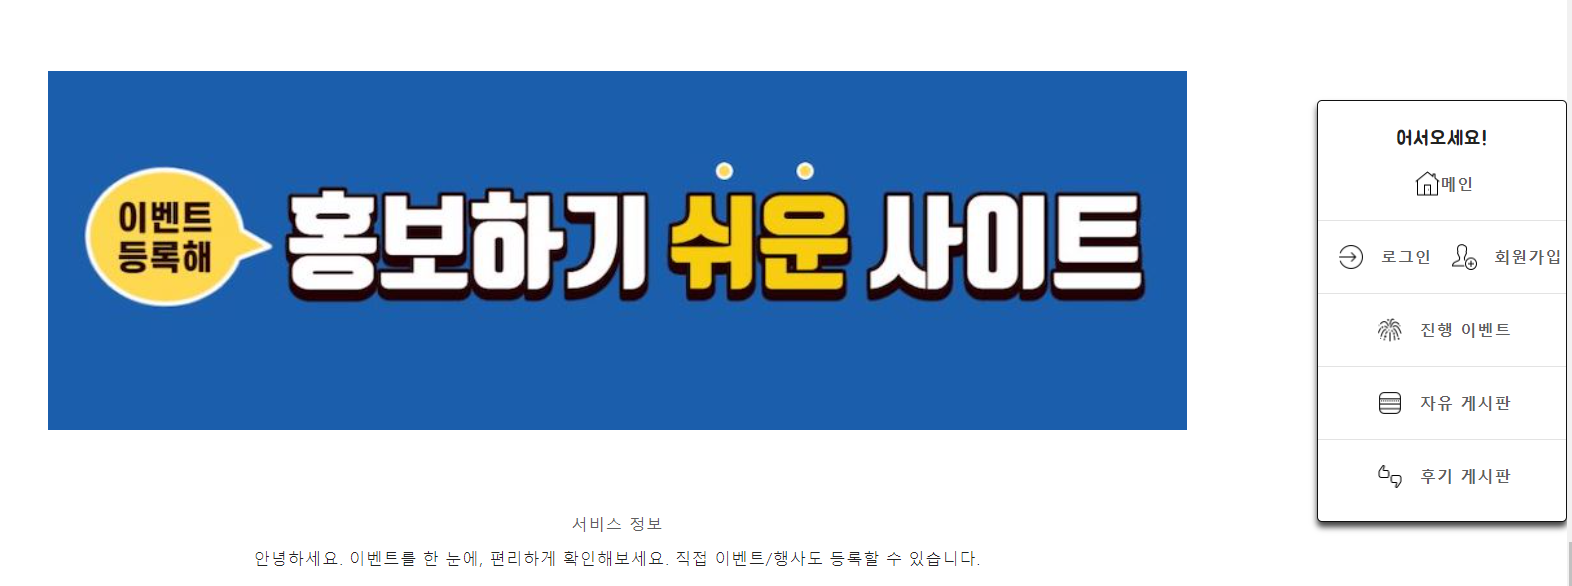 이벤트
등록해
홍보하기 쉬운 사이트
어서오세요!
메인
로그인 회원가입
진행 이벤트
자유 게시판
후기 게시판
서비스 정보
안녕하세요. 이벤트를 한 눈에, 편리하게 확인해보세요. 직접 이벤트/행사도 등록할 수 있습니다.